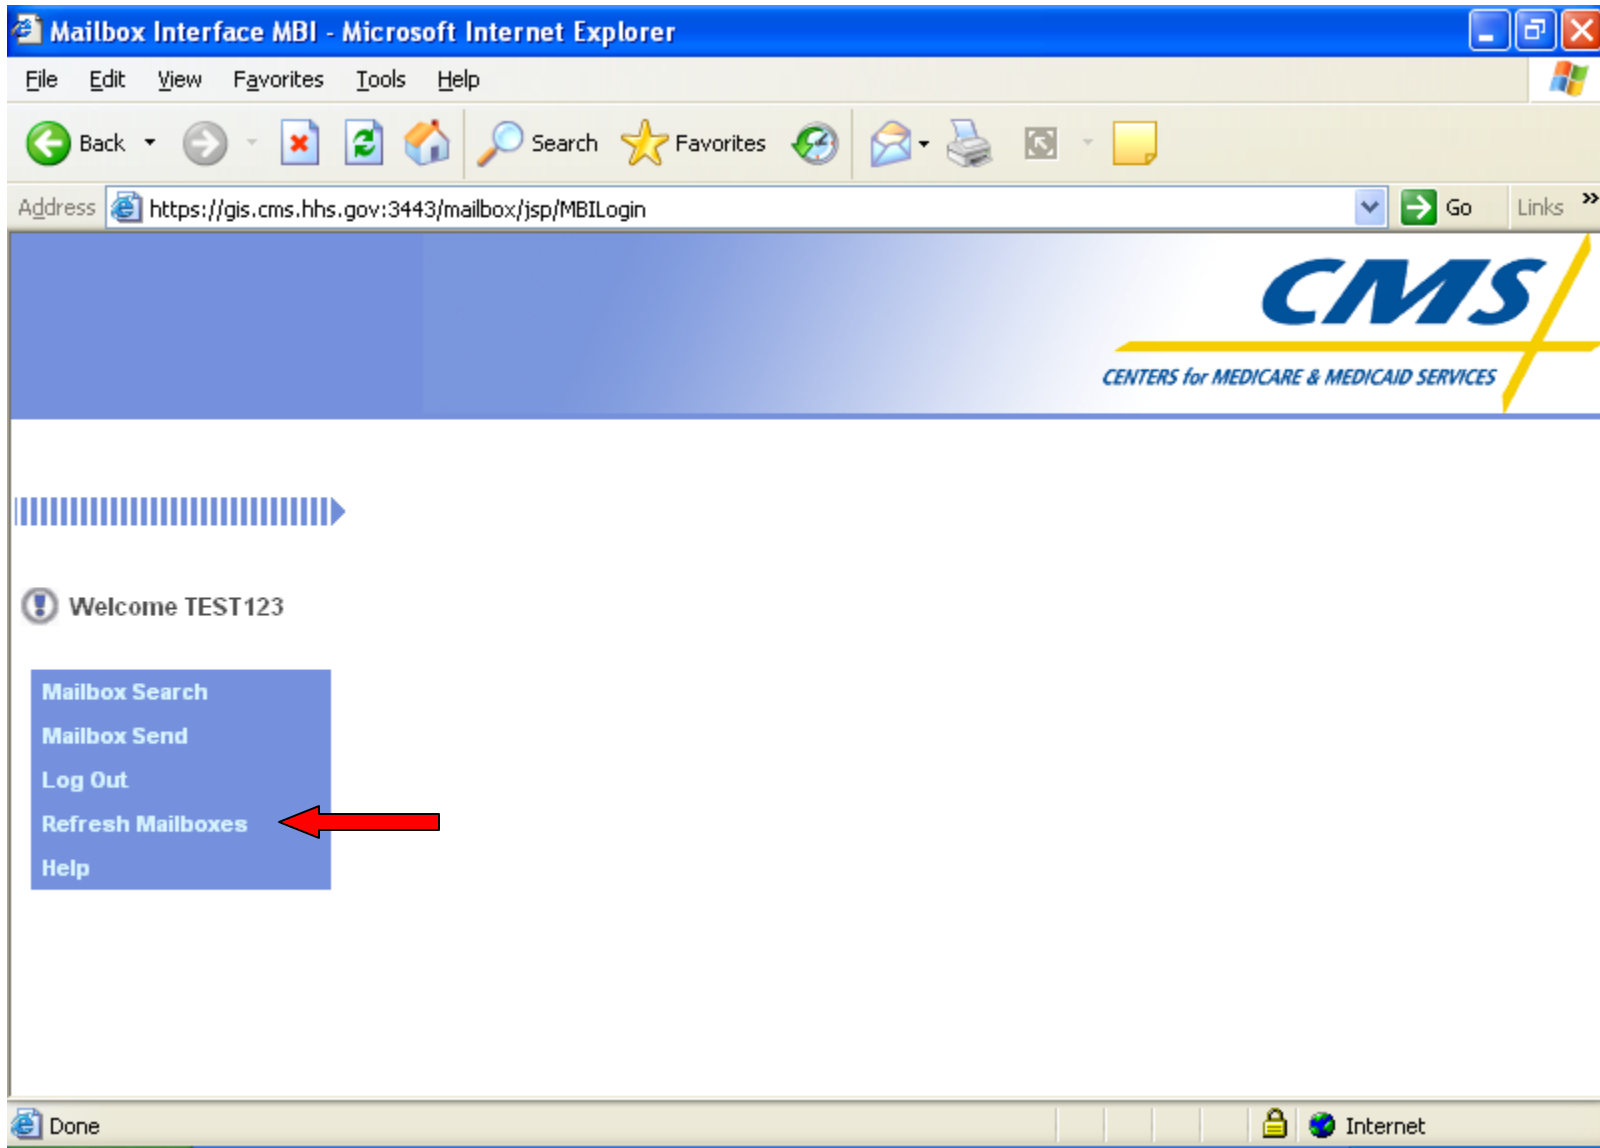 Mailbox Interface MBI - Microsoft Internet Explorer
File Edit View Favorites Tools Help
Back Search Favorites
Address https://gis.cms.hhs.gov:3443/mailbox/jsp/MBILogin Go Links »
CMS
CENTERS for MEDICARE & MEDICAID SERVICES
Welcome TEST123
Mailbox Search
Mailbox Send
Log Out
Refresh Mailboxes
Help
Done Internet